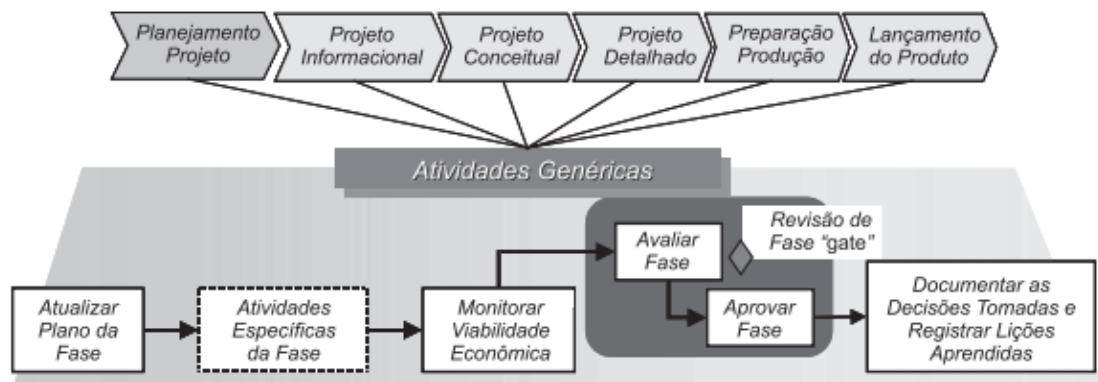 Planejamento
Projeto
Projeto
Informacional
Projeto
Conceitual
Projeto
Detalhado
Preparação
Produção
Lançamento
do Produto
Atividades Genéricas
Revisão de
Fase "gate"
Avaliar
Fase
Aprovar
Fase
Atualizar
Plano da
Fase
Atividades
Específicas
da Fase
Monitorar
Viabilidade
Econômica
Documentar as
Decisões Tomadas e
Registrar Lições
Aprendidas